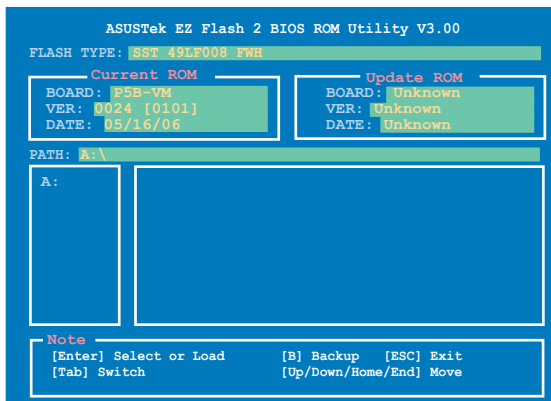 ASUSTek EZ Flash 2 BIOS ROM Utility V3.00
FLASH TYPE: SST 49LF008 FWH
Current ROM
BOARD: P5B-VM
VER: 0024 [0101]
DATE: 05/16/06
Update ROM
BOARD: Unknown
VER: Unknown
DATE: Unknown
PATH: A:\
A:
Note
[Enter] Select or Load [B] Backup [ESC] Exit
[Tab] Switch [Up/Down/Home/End] Move